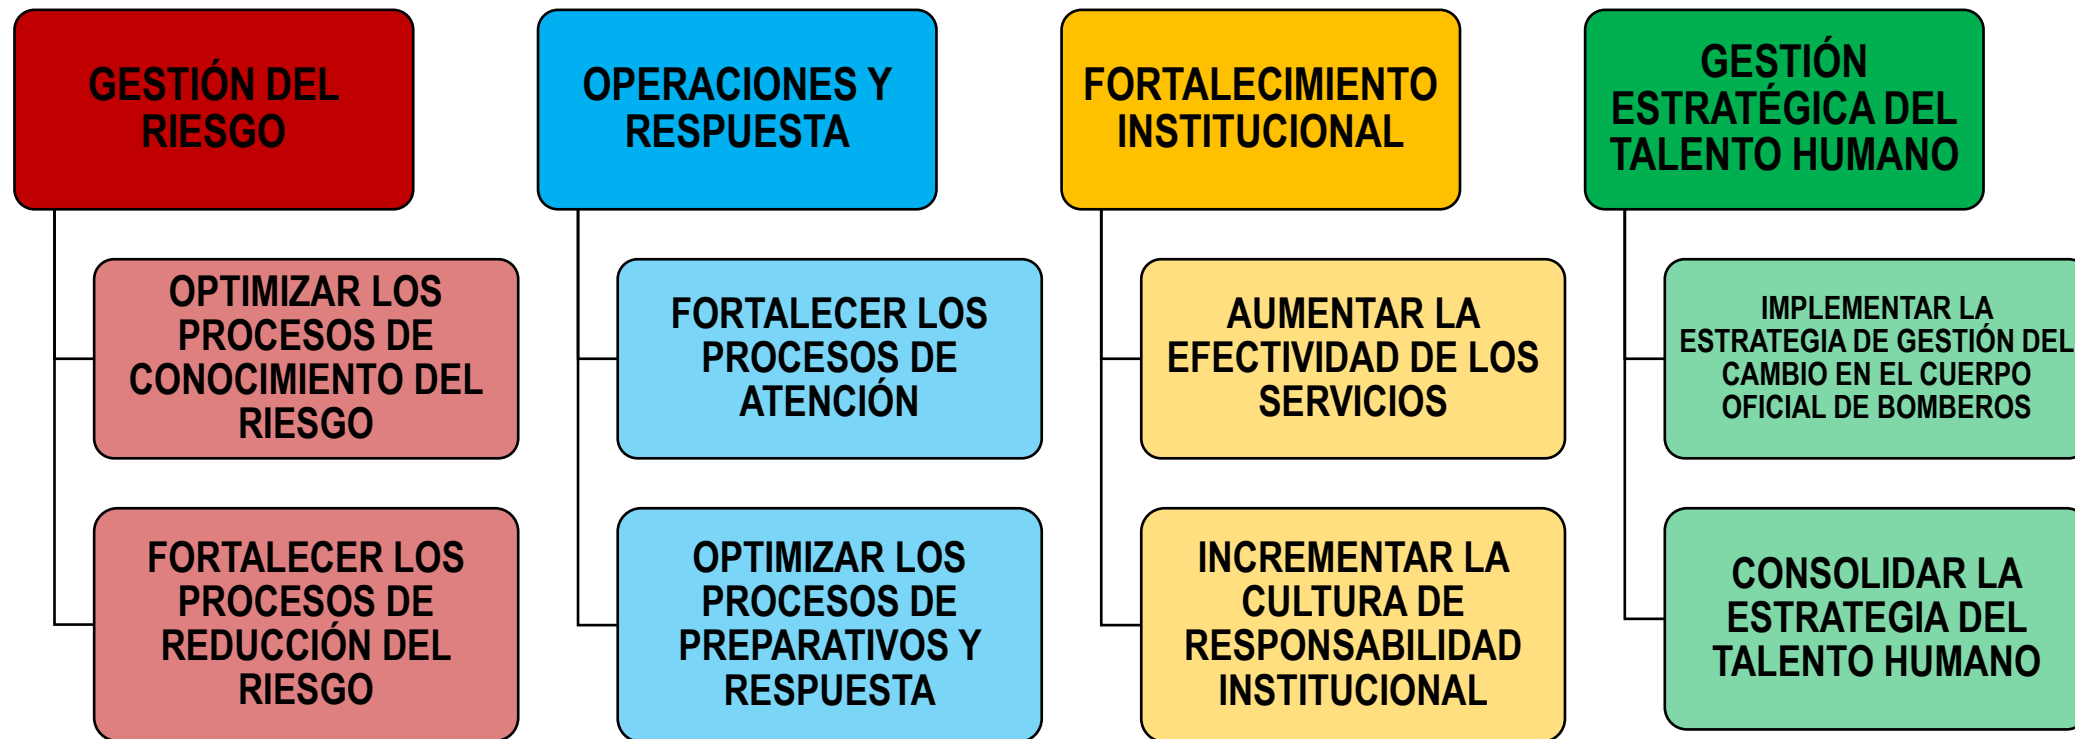 GESTIÓN DEL
RIESGO
OPTIMIZAR LOS
PROCESOS DE
CONOCIMIENTO DEL
RIESGO
FORTALECER LOS
PROCESOS DE
REDUCCIÓN DEL
RIESGO
OPERACIONES Y
RESPUESTA
FORTALECER LOS
PROCESOS DE
ATENCIÓN
OPTIMIZAR LOS
PROCESOS DE
PREPARATIVOS Y
RESPUESTA
FORTALECIMIENTO
INSTITUCIONAL
AUMENTAR LA
EFECTIVIDAD DE LOS
SERVICIOS
INCREMENTAR LA
CULTURA DE
RESPONSABILIDAD
INSTITUCIONAL
GESTIÓN
ESTRATÉGICA DEL
TALENTO HUMANO
IMPLEMENTAR LA
ESTRATEGIA DE GESTIÓN DEL
CAMBIO EN EL CUERPO
OFICIAL DE BOMBEROS
CONSOLIDAR LA
ESTRATEGIA DEL
TALENTO HUMANO